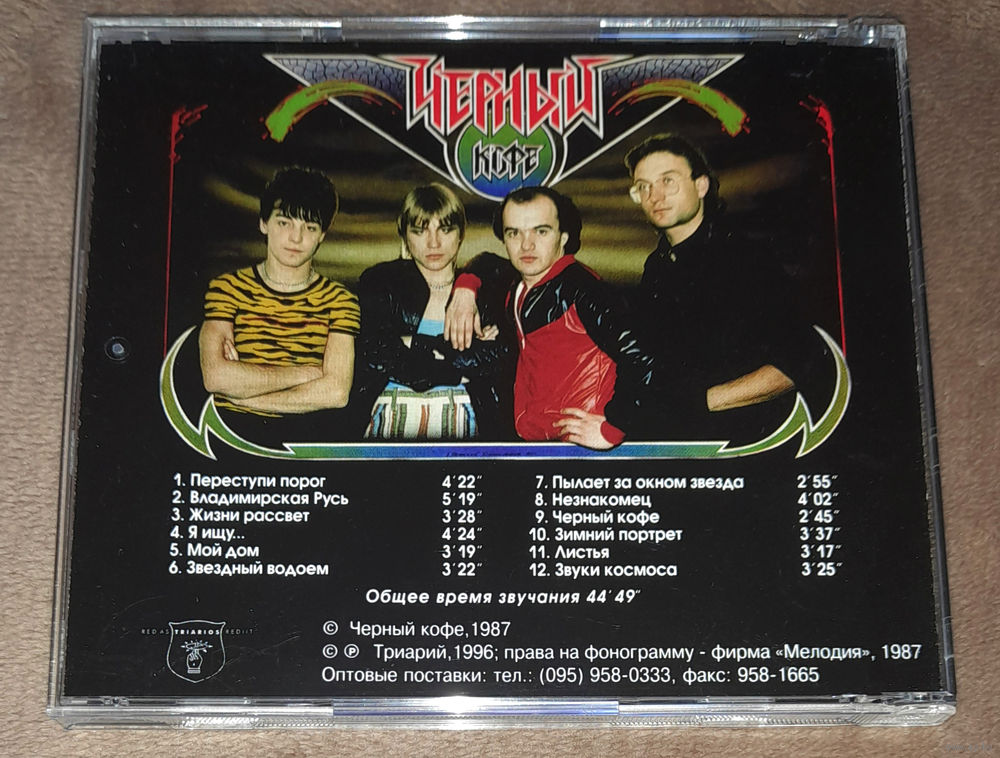 ЧЕРНЫЙ
КОФЕ
1. Переступи порог 4'22"
2. Владимирская Русь 5'19"
3. Жизни рассвет 3'28"
4. Я ищу... 4'24"
5. Мой дом 3'19"
6. Звездный водоем 3'22"
7. Пылает за окном звезда 2'55"
8. Незнакомец 4'02"
9. Черный кофе 2'45"
10. Зимний портрет 3'37"
11. Листья 3'17"
12. Звуки космоса 3'25"
Общее время звучания 44'49"
RED AS TRIARIOS REDIIT
© Черный кофе,1987
© ℗ Триарий,1996; права на фонограмму - фирма «Мелодия», 1987
Оптовые поставки: тел.: (095) 958-0333, факс: 958-1665